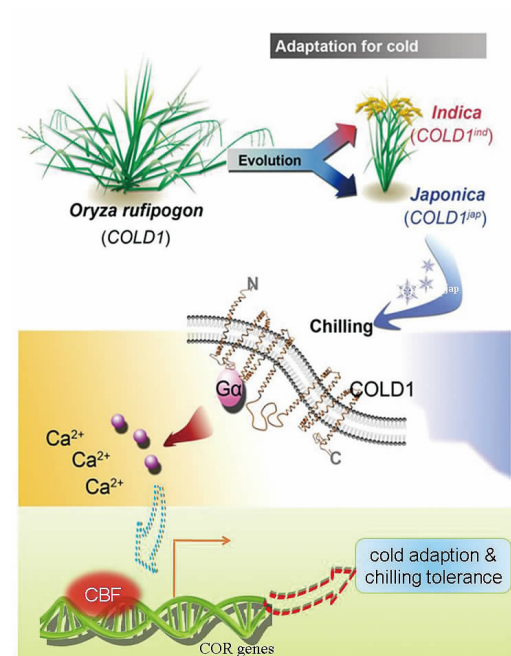 Adaptation for cold
Indica
(COLD1ind)
Evolution
Oryza rufipogon
(COLD1)
Japonica
(COLD1jap)
jap
N
Chilling
Gα
COLD1
C
Ca2+
Ca2+
Ca2+
cold adaption &
chilling tolerance
CBF
COR genes